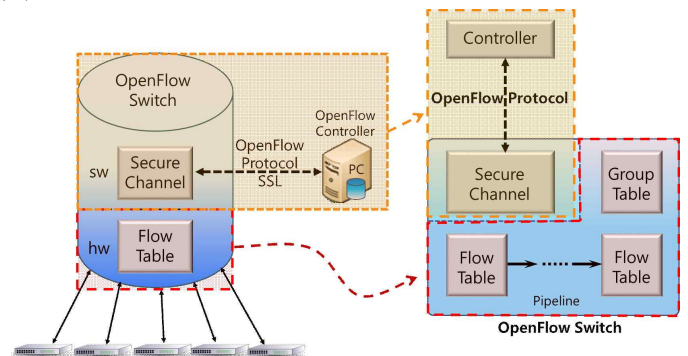 OpenFlow
Switch
OpenFlow
Controller
sw
Secure
Channel
OpenFlow
Protocol
SSL
PC
hw
Flow
Table
Controller
OpenFlow Protocol
Secure
Channel
Group
Table
Flow
Table
Flow
Table
Pipeline
OpenFlow Switch